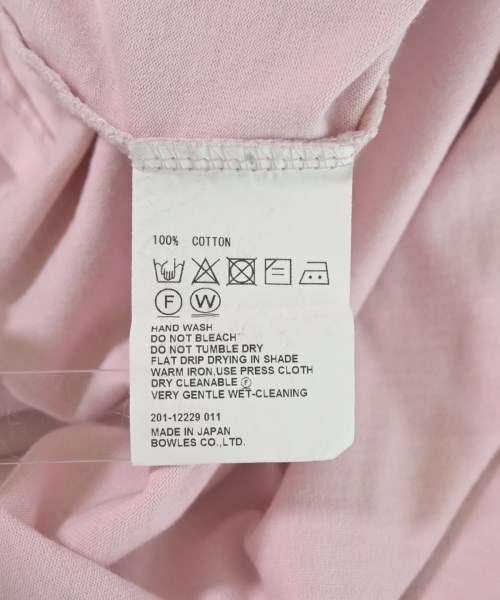 100% COTTON
F W
HAND WASH
DO NOT BLEACH
DO NOT TUMBLE DRY
FLAT DRIP DRYING IN SHADE
WARM IRON,USE PRESS CLOTH
DRY CLEANABLE Ⓕ
VERY GENTLE WET-CLEANING
201-12229 011
MADE IN JAPAN
BOWLES CO.,LTD.